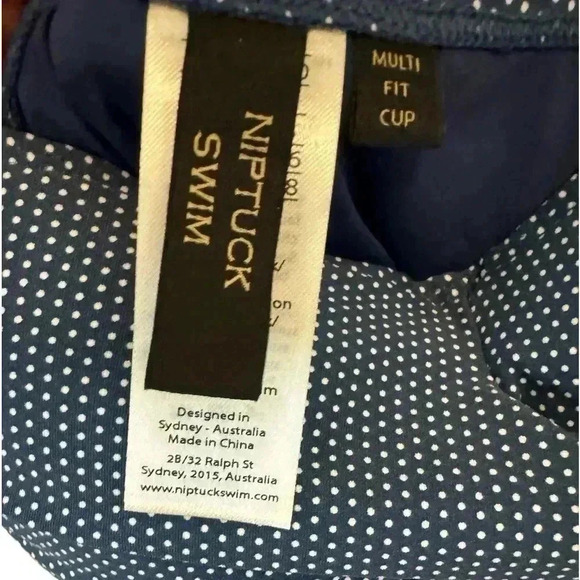 MULTI
FIT
CUP
NIPTUCK
SWIM
on
m
Designed in
Sydney - Australia
Made in China
2B/32 Ralph St
Sydney, 2015, Australia
www.niptuckswim.com